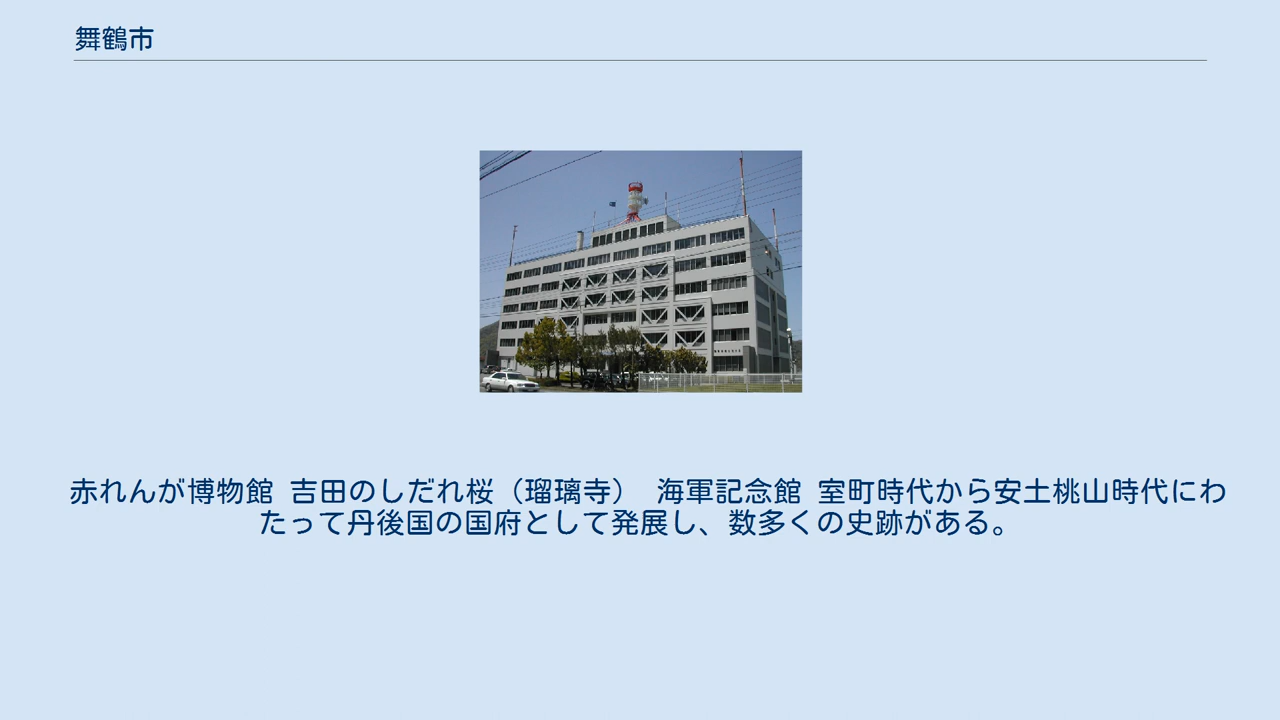 舞鶴市
赤れんが博物館 吉田のしだれ桜（瑠璃寺） 海軍記念館 室町時代から安土桃山時代にわ
たって丹後国の国府として発展し、数多くの史跡がある。